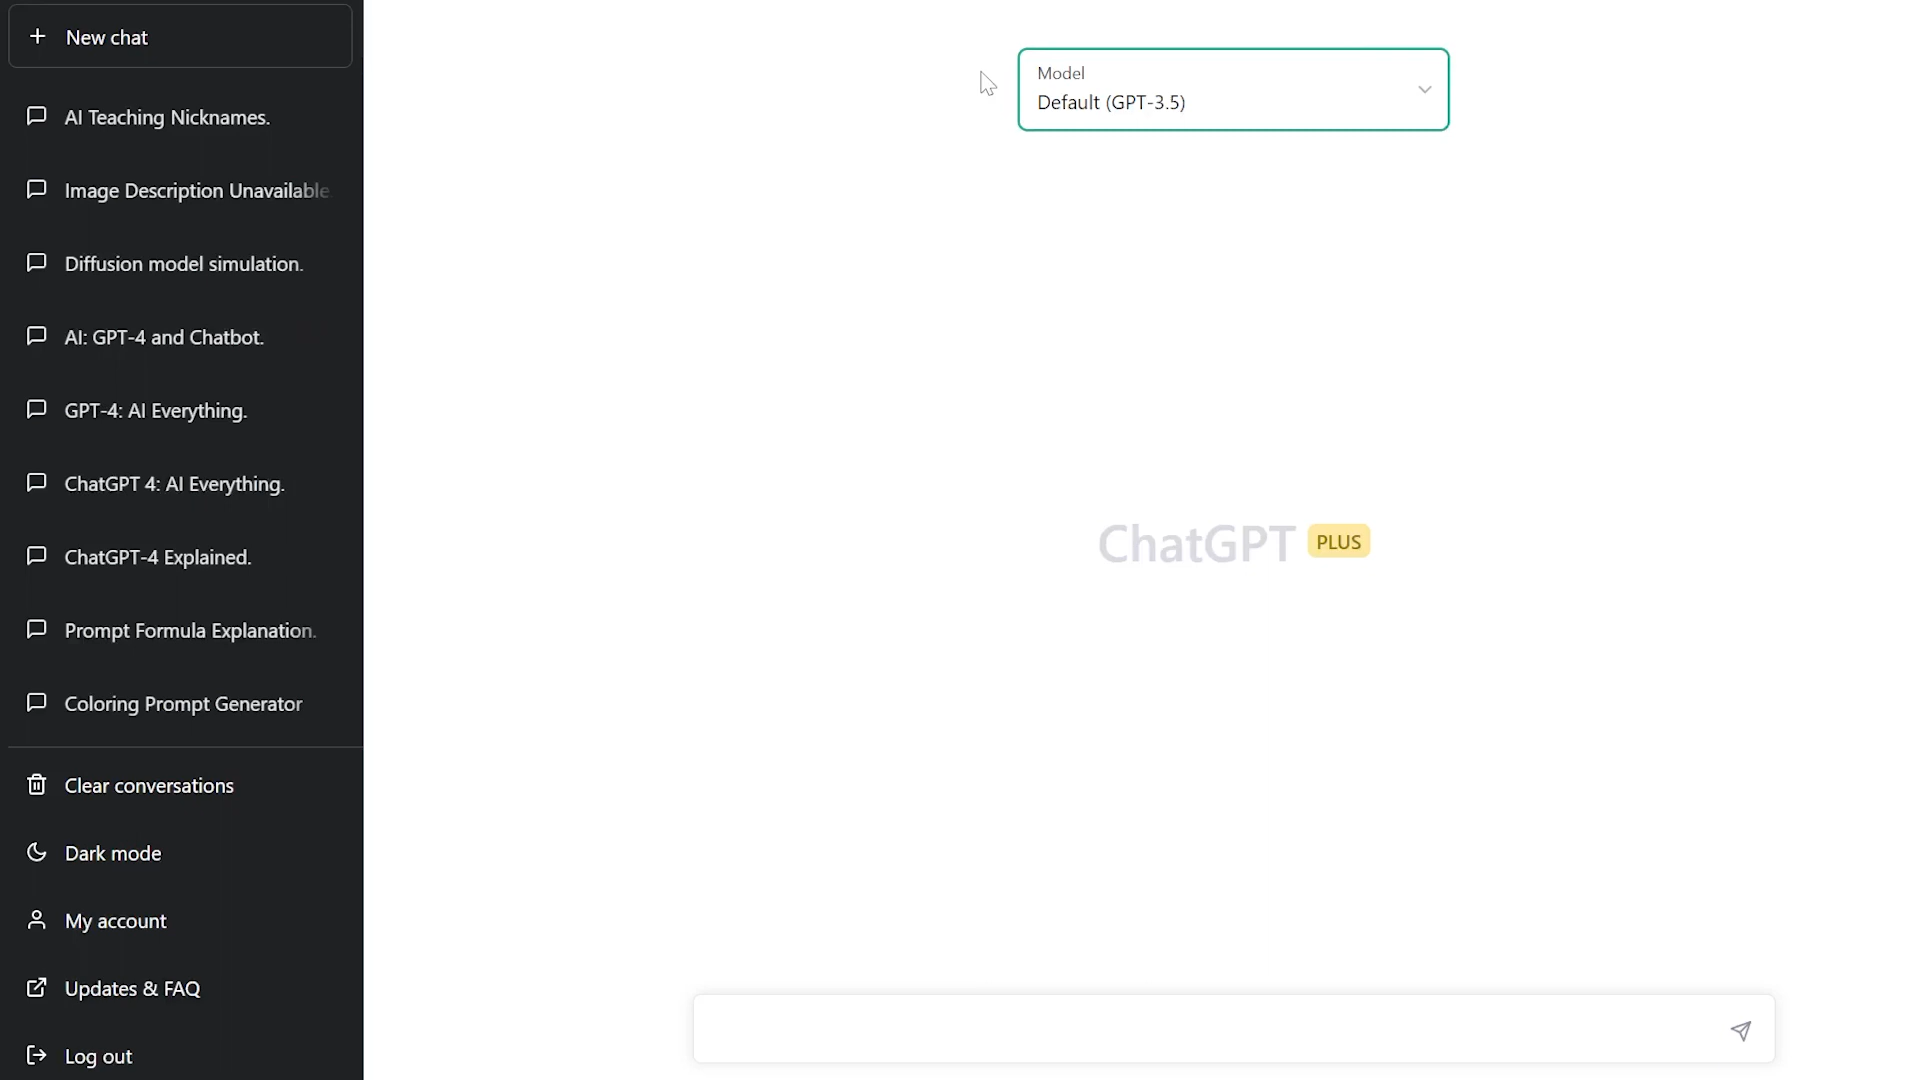 New chat
AI Teaching Nicknames.
Image Description Unavailable
Diffusion model simulation.
AI: GPT-4 and Chatbot.
GPT-4: AI Everything.
ChatGPT 4: AI Everything.
ChatGPT-4 Explained.
Prompt Formula Explanation.
Coloring Prompt Generator
Clear conversations
Dark mode
My account
Updates & FAQ
Log out
Model
Default (GPT-3.5)
ChatGPT PLUS